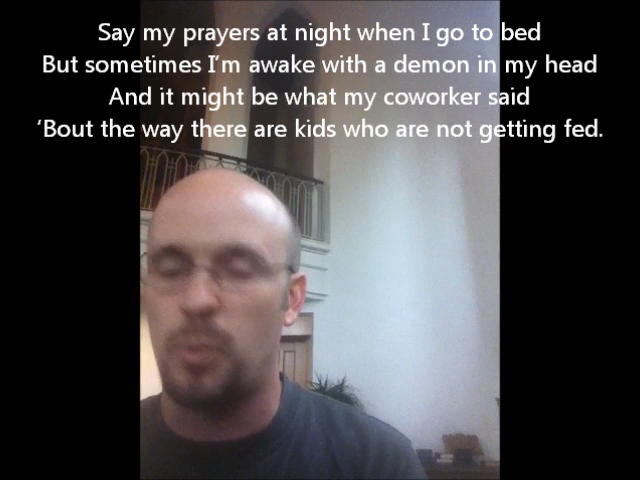 Say my prayers at night when I go to bed
But sometimes I'm awake with a demon in my head
And it might be what my coworker said
‘Bout the way there are kids who are not getting fed.